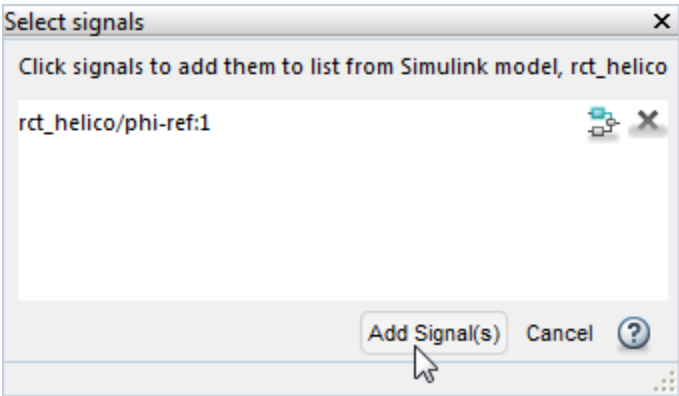 Select signals
Click signals to add them to list from Simulink model, rct_helico
rct_helico/phi-ref:1
Add Signal(s) Cancel ?